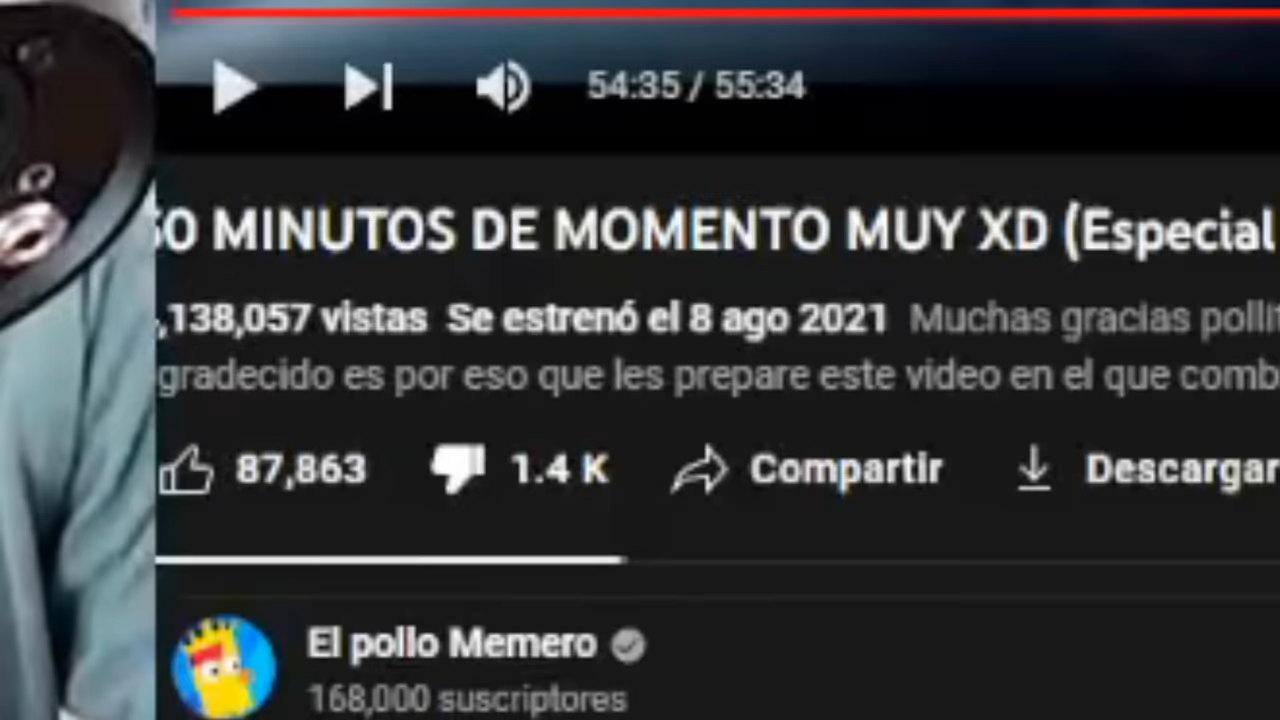 54:35 / 55:34
0 MINUTOS DE MOMENTO MUY XD (Especial
,138,057 vistas Se estrenó el 8 ago 2021 Muchas gracias pollit
gradecido es por eso que les prepare este video en el que comb
87,863 1.4 K Compartir Descargar
El pollo Memero
168,000 suscriptores